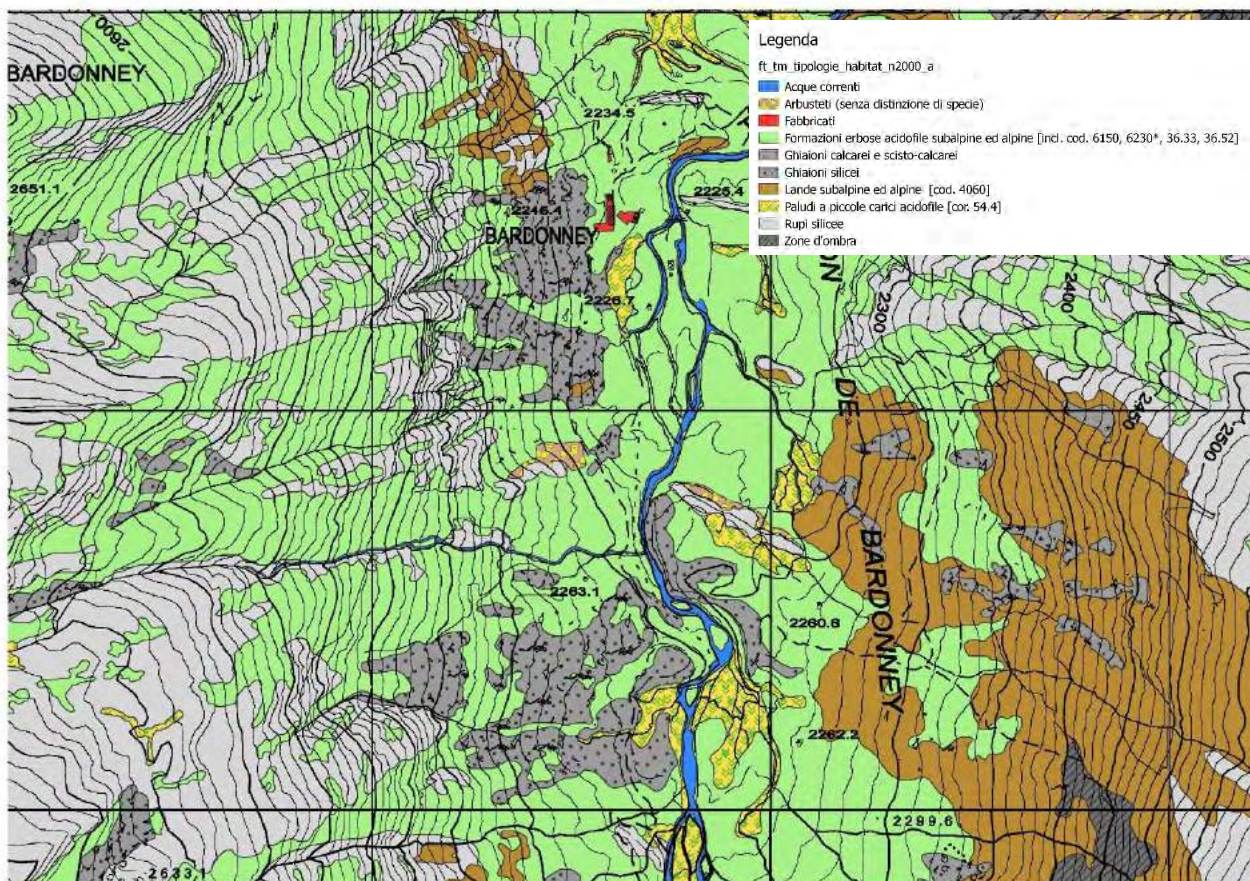 2600
BARDONNEY
2651.1
2234.5
2225.4
2246.4
BARDONNEY
2226.7
Legenda
ft_tm_tipologie_habitat_n2000_a
Acque correnti
Arbusteti (senza distinzione di specie)
Fabbricati
Formazioni erbose acidofile subalpine ed alpine [incl. cod. 6150, 6230*, 36.33, 36.52]
Ghiaioni calcarei e scisto-calcarei
Ghiaioni silicei
Lande subalpine ed alpine [cod. 4060]
Paludi a piccole carici acidofile [cor. 54.4]
Rupi silicee
Zone d'ombra
2300
2400
DE
2450
2500
BARDONNEY
2263.1
2260.8
2262.2
2299.6
2633.1